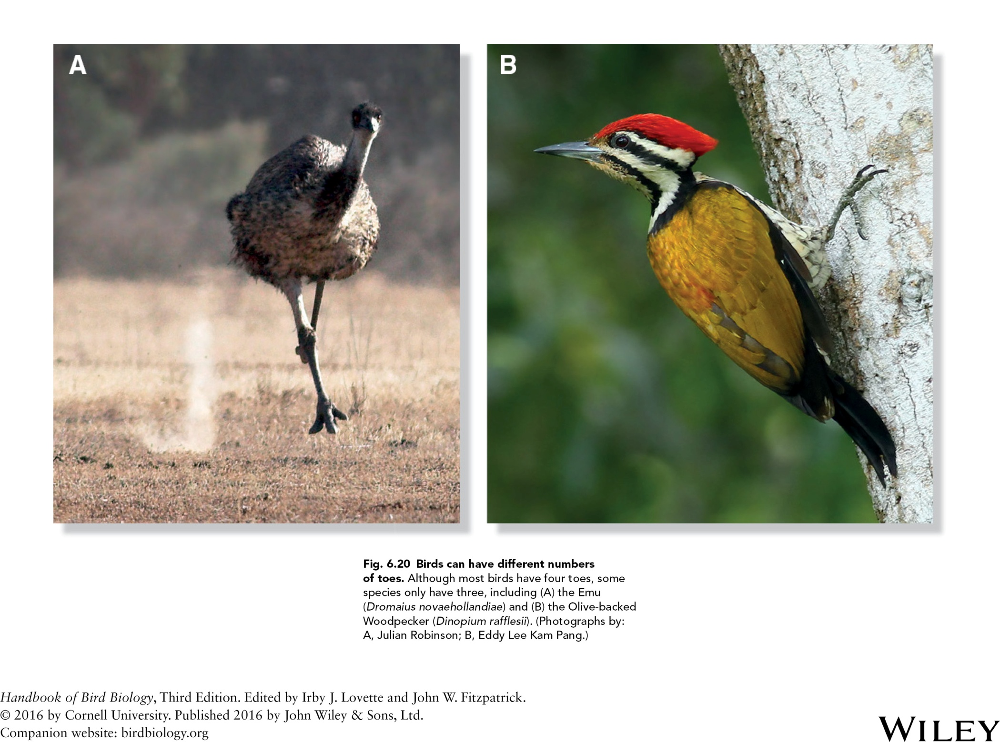 A
B
Fig. 6.20 Birds can have different numbers
of toes. Although most birds have four toes, some
species only have three, including (A) the Emu
(Dromaius novaehollandiae) and (B) the Olive-backed
Woodpecker (Dinopium rafflesii). (Photographs by:
A, Julian Robinson; B, Eddy Lee Kam Pang.)
Handbook of Bird Biology, Third Edition. Edited by Irby J. Lovette and John W. Fitzpatrick.
© 2016 by Cornell University. Published 2016 by John Wiley & Sons, Ltd.
Companion website: birdbiology.org
WILEY